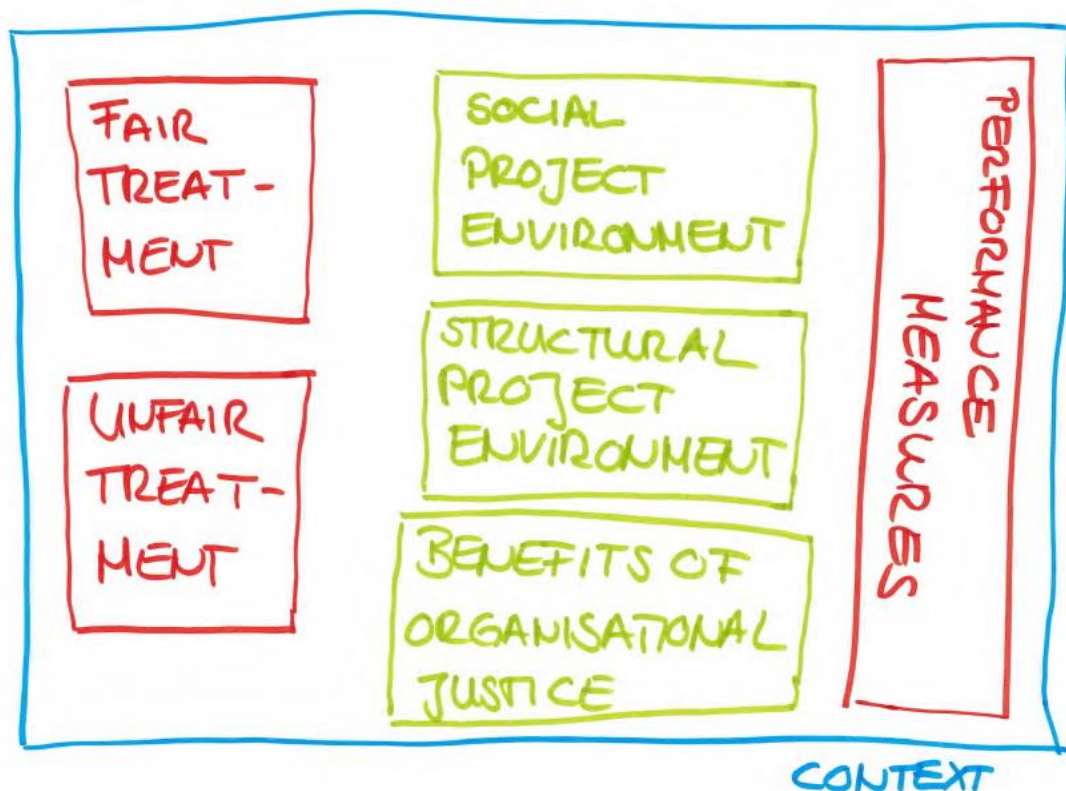 FAIR
TREAT-
MENT
UNFAIR
TREAT-
MENT
SOCIAL
PROJECT
ENVIRONMENT
STRUCTURAL
PROJECT
ENVIRONMENT
BENEFITS OF
ORGANISATIONAL
JUSTICE
PERFORMANCE
MEASURES
CONTEXT